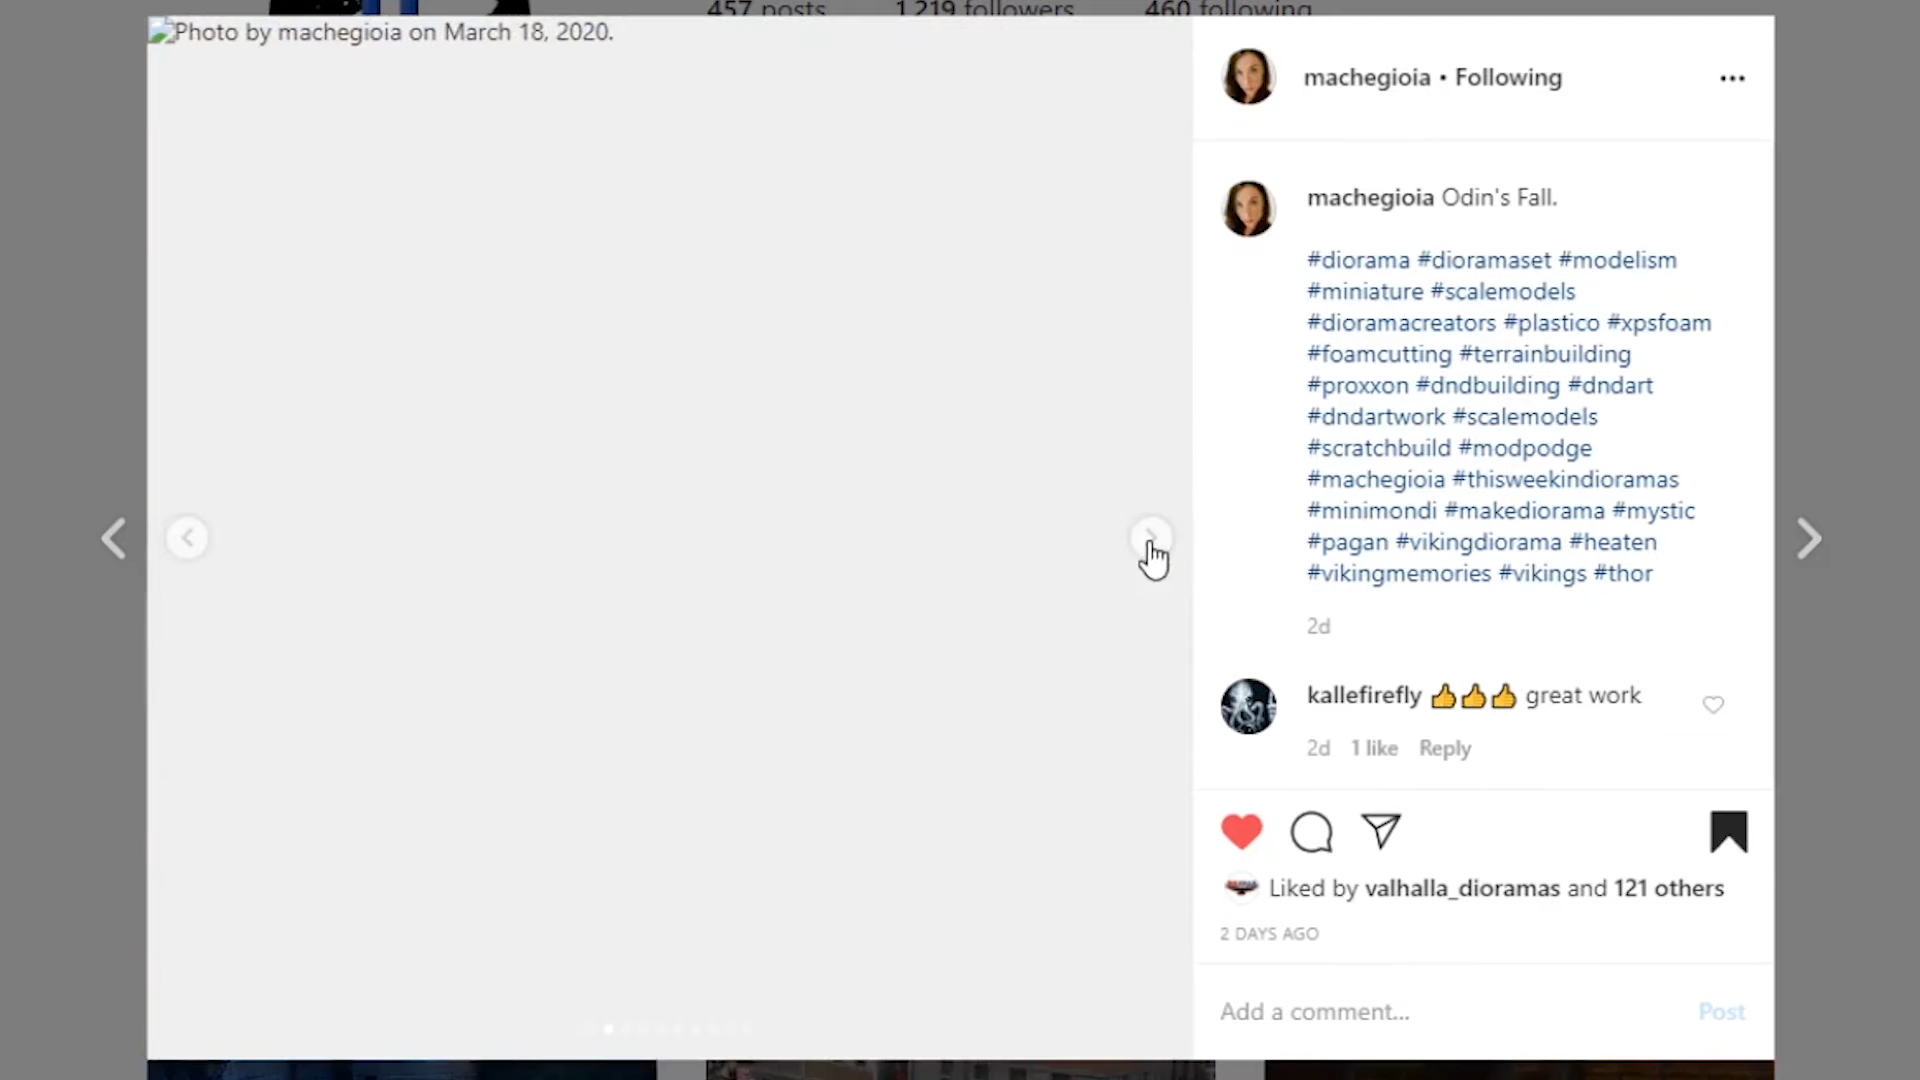 457 posts 1,219 followers 460 following
Photo by machegioia on March 18, 2020.
machegioia • Following
machegioia Odin's Fall.
#diorama #dioramaset #modelism
#miniature #scalemodels
#dioramacreators #plastico #xpsfoam
#foamcutting #terrainbuilding
#proxxon #dndbuilding #dndart
#dndartwork #scalemodels
#scratchbuild #modpodge
#machegioia #thisweekindioramas
#minimondi #makediorama #mystic
#pagan #vikingdiorama #heaten
#vikingmemories #vikings #thor
2d
kallefirefly 👍👍👍 great work
2d 1 like Reply
Liked by valhalla_dioramas and 121 others
2 DAYS AGO
Add a comment... Post